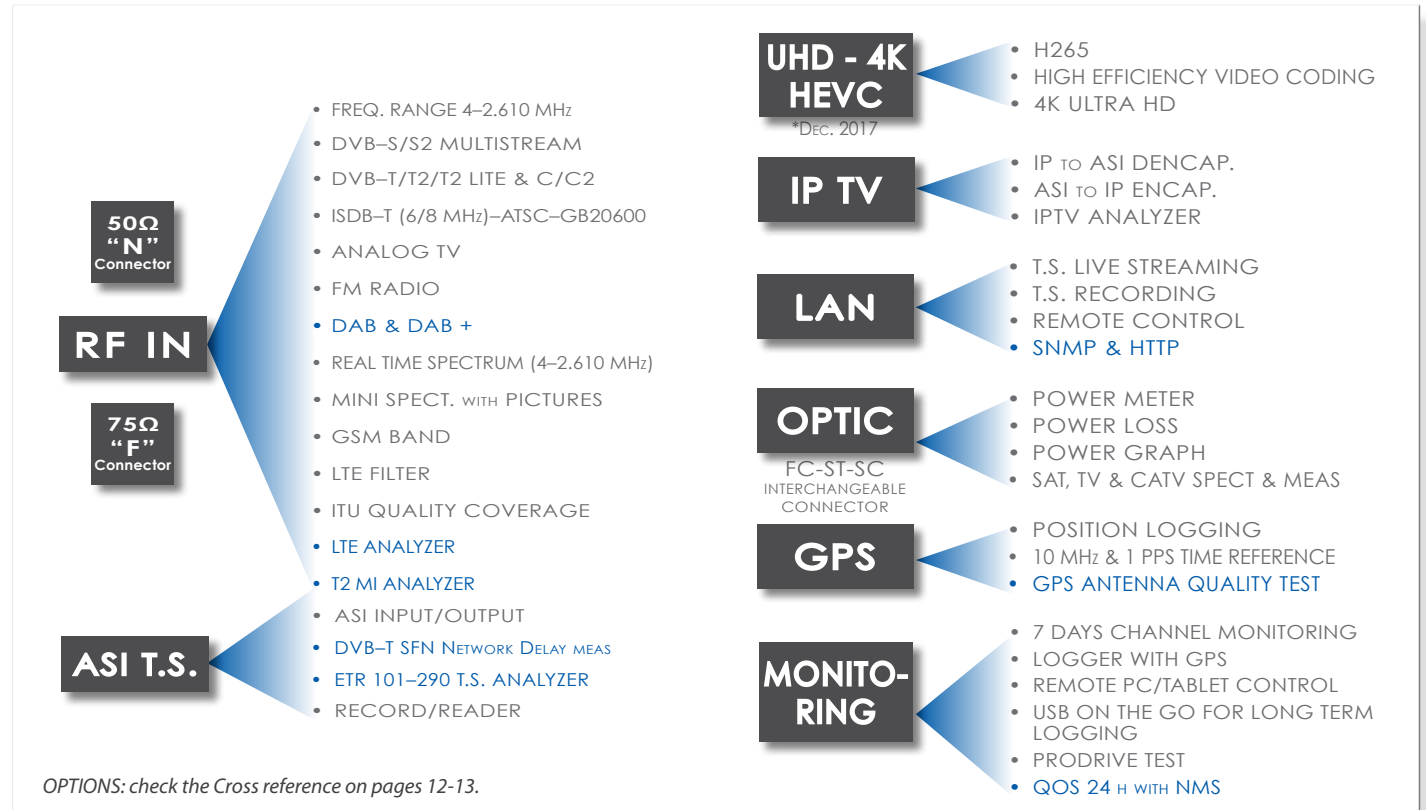 50Ω
"N"
Connector
RF IN
75Ω
"F"
Connector
• FREQ. RANGE 4–2.610 MHz
• DVB–S/S2 MULTISTREAM
• DVB–T/T2/T2 LITE & C/C2
• ISDB–T (6/8 MHz)–ATSC–GB20600
• ANALOG TV
• FM RADIO
• DAB & DAB +
• REAL TIME SPECTRUM (4–2.610 MHz)
• MINI SPECT. WITH PICTURES
• GSM BAND
• LTE FILTER
• ITU QUALITY COVERAGE
• LTE ANALYZER
• T2 MI ANALYZER
ASI T.S.
• ASI INPUT/OUTPUT
• DVB–T SFN NETWORK DELAY MEAS
• ETR 101–290 T.S. ANALYZER
• RECORD/READER
OPTIONS: check the Cross reference on pages 12-13.
UHD - 4K
HEVC
*DEC. 2017
• H265
• HIGH EFFICIENCY VIDEO CODING
• 4K ULTRA HD
IP TV
• IP TO ASI DENCAP.
• ASI TO IP ENCAP.
• IPTV ANALYZER
LAN
• T.S. LIVE STREAMING
• T.S. RECORDING
• REMOTE CONTROL
• SNMP & HTTP
OPTIC
FC-ST-SC
INTERCHANGEABLE
CONNECTOR
• POWER METER
• POWER LOSS
• POWER GRAPH
• SAT, TV & CATV SPECT & MEAS
GPS
• POSITION LOGGING
• 10 MHz & 1 PPS TIME REFERENCE
• GPS ANTENNA QUALITY TEST
MONITO-
RING
• 7 DAYS CHANNEL MONITORING
• LOGGER WITH GPS
• REMOTE PC/TABLET CONTROL
• USB ON THE GO FOR LONG TERM
LOGGING
• PRODRIVE TEST
• QOS 24 H WITH NMS